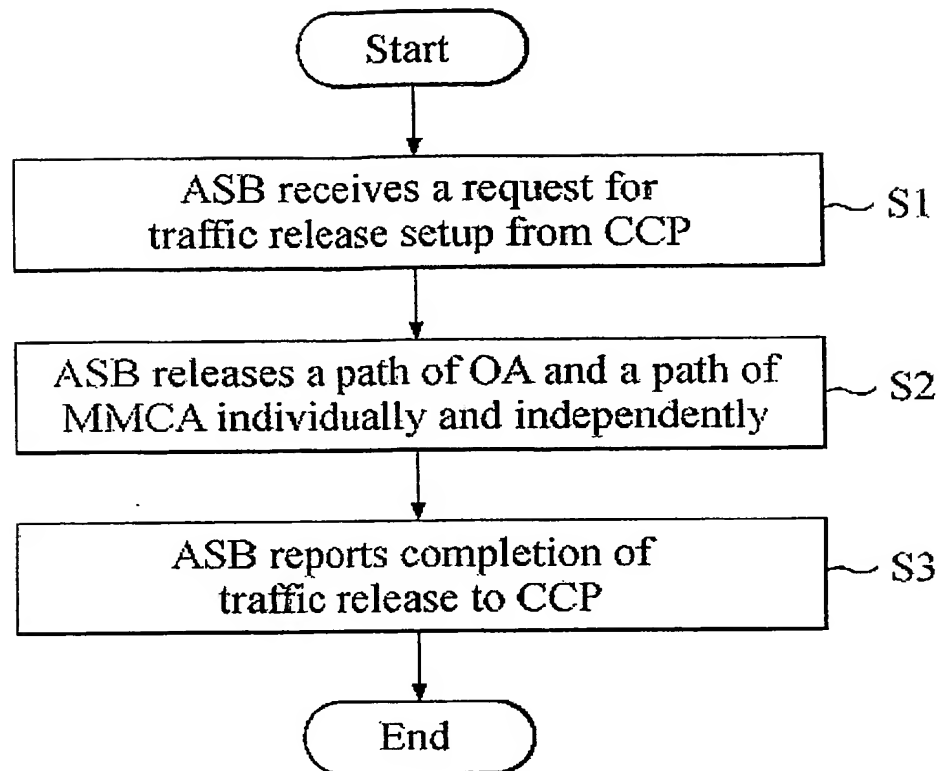 Start
ASB receives a request for
traffic release setup from CCP
S1
ASB releases a path of OA and a path of
MMCA individually and independently
S2
ASB reports completion of
traffic release to CCP
S3
End